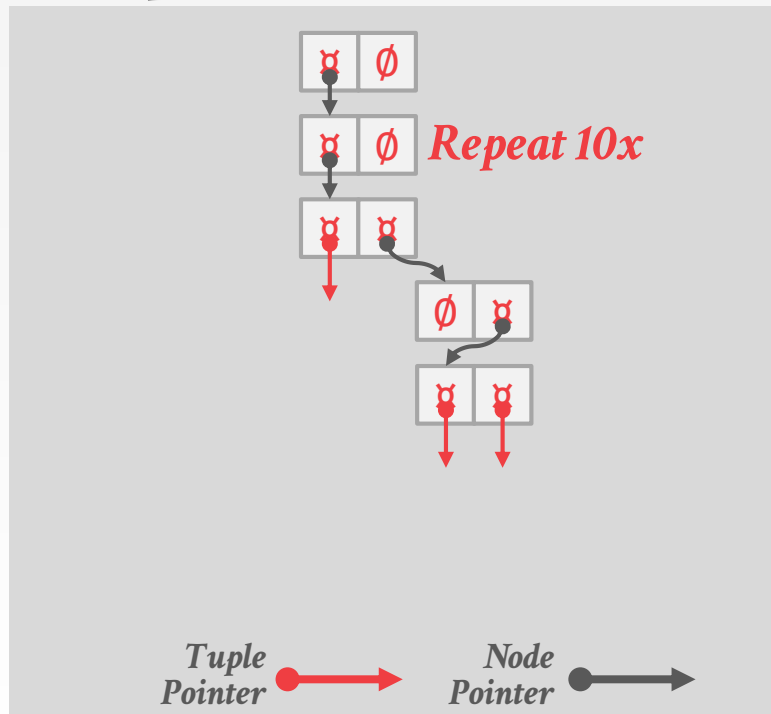 ¤ Ø
¤ Ø Repeat 10x
¤ ¤
Ø ¤
¤ ¤
Tuple Pointer
Node Pointer